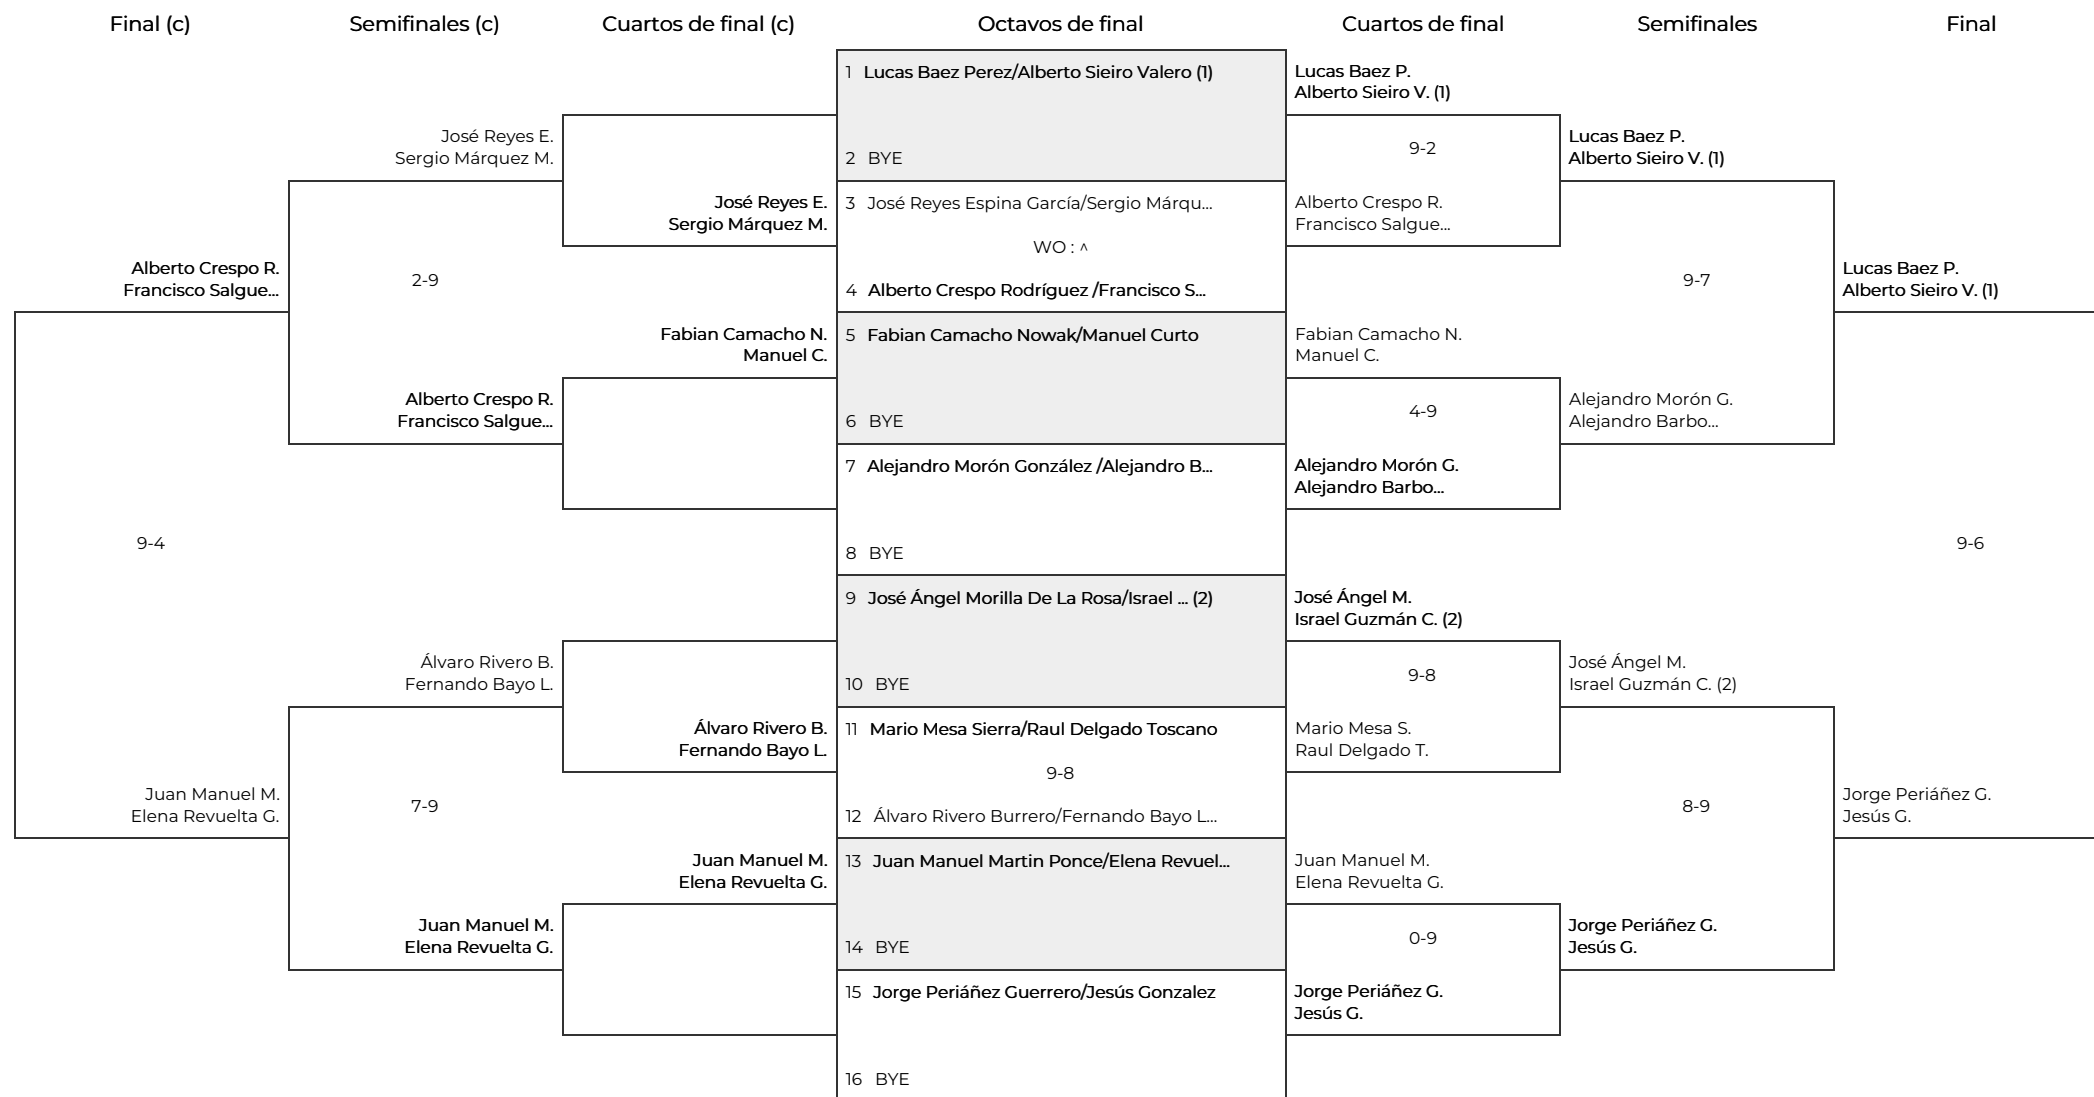 Final (c)
Semifinales (c)
Cuartos de final (c)
Octavos de final
Cuartos de final
Semifinales
Final
Alberto Crespo R.
Francisco Salgue...
9-4
Juan Manuel M.
Elena Revuelta G.
José Reyes E.
Sergio Márquez M.
2-9
Alberto Crespo R.
Francisco Salgue...
Álvaro Rivero B.
Fernando Bayo L.
7-9
Juan Manuel M.
Elena Revuelta G.
José Reyes E.
Sergio Márquez M.
Fabian Camacho N.
Manuel C.
Álvaro Rivero B.
Fernando Bayo L.
Juan Manuel M.
Elena Revuelta G.
1 Lucas Baez Perez/Alberto Sieiro Valero (1)
2 BYE
3 José Reyes Espina García/Sergio Márqu...
WO : ^
4 Alberto Crespo Rodríguez /Francisco S...
5 Fabian Camacho Nowak/Manuel Curto
6 BYE
7 Alejandro Morón González /Alejandro B...
8 BYE
9 José Ángel Morilla De La Rosa/Israel ... (2)
10 BYE
11 Mario Mesa Sierra/Raul Delgado Toscano
9-8
12 Álvaro Rivero Burrero/Fernando Bayo L...
13 Juan Manuel Martin Ponce/Elena Revuel...
14 BYE
15 Jorge Periáñez Guerrero/Jesús Gonzalez
16 BYE
Lucas Baez P.
Alberto Sieiro V. (1)
9-2
Alberto Crespo R.
Francisco Salgue...
Fabian Camacho N.
Manuel C.
4-9
Alejandro Morón G.
Alejandro Barbo...
José Ángel M.
Israel Guzmán C. (2)
9-8
Mario Mesa S.
Raul Delgado T.
Juan Manuel M.
Elena Revuelta G.
0-9
Jorge Periáñez G.
Jesús G.
Lucas Baez P.
Alberto Sieiro V. (1)
9-7
Alejandro Morón G.
Alejandro Barbo...
José Ángel M.
Israel Guzmán C. (2)
8-9
Jorge Periáñez G.
Jesús G.
Lucas Baez P.
Alberto Sieiro V. (1)
9-6
Jorge Periáñez G.
Jesús G.